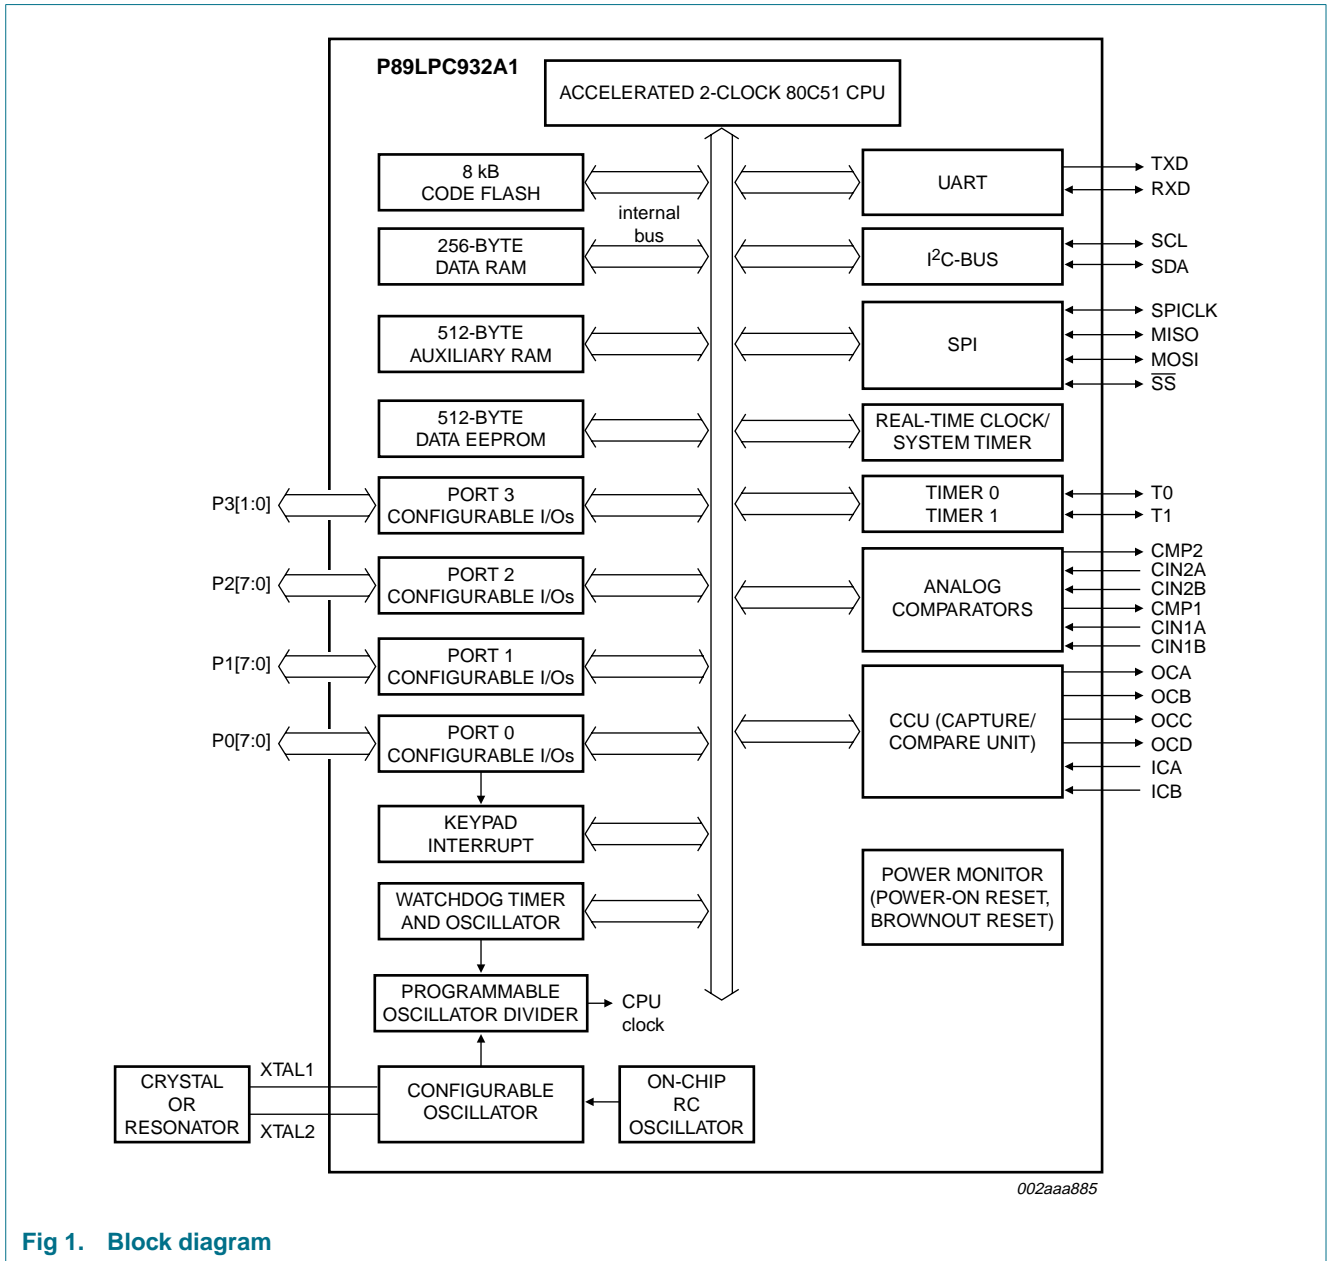 P89LPC932A1
ACCELERATED 2-CLOCK 80C51 CPU
8 kB
CODE FLASH
internal
bus
256-BYTE
DATA RAM
512-BYTE
AUXILIARY RAM
512-BYTE
DATA EEPROM
P3[1:0]
PORT 3
CONFIGURABLE I/Os
P2[7:0]
PORT 2
CONFIGURABLE I/Os
P1[7:0]
PORT 1
CONFIGURABLE I/Os
P0[7:0]
PORT 0
CONFIGURABLE I/Os
KEYPAD
INTERRUPT
WATCHDOG TIMER
AND OSCILLATOR
PROGRAMMABLE
OSCILLATOR DIVIDER
CPU
clock
CRYSTAL
OR
RESONATOR
XTAL1
XTAL2
CONFIGURABLE
OSCILLATOR
ON-CHIP
RC
OSCILLATOR
UART
TXD
RXD
I2C-BUS
SCL
SDA
SPI
SPICLK
MISO
MOSI
SS
REAL-TIME CLOCK/
SYSTEM TIMER
TIMER 0
TIMER 1
T0
T1
ANALOG
COMPARATORS
CMP2
CIN2A
CIN2B
CMP1
CIN1A
CIN1B
CCU (CAPTURE/
COMPARE UNIT)
OCA
OCB
OCC
OCD
ICA
ICB
POWER MONITOR
(POWER-ON RESET,
BROWNOUT RESET)
002aaa885
Fig 1. Block diagram